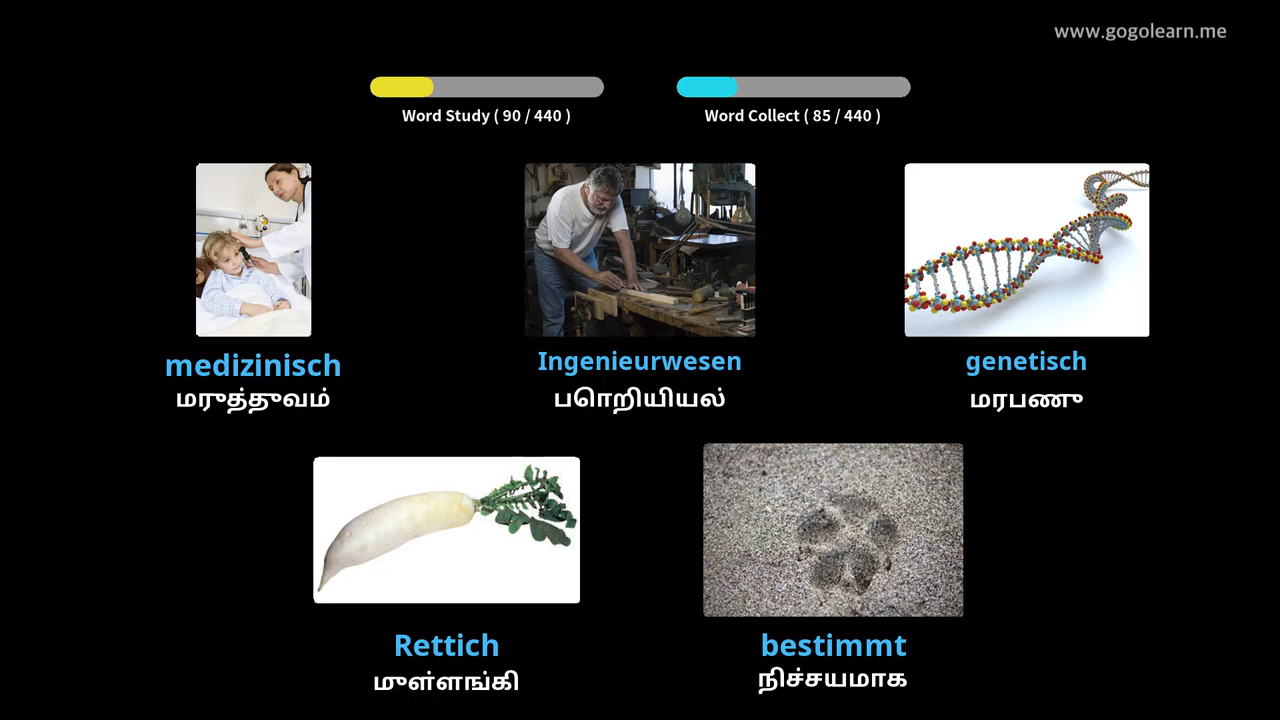 www.gogolearn.me
Word Study ( 90 / 440 )
Word Collect ( 85 / 440 )
medizinisch
மருத்துவம்
Ingenieurwesen
பொறியியல்
genetisch
மரபணு
Rettich
முள்ளங்கி
bestimmt
நிச்சயமாக